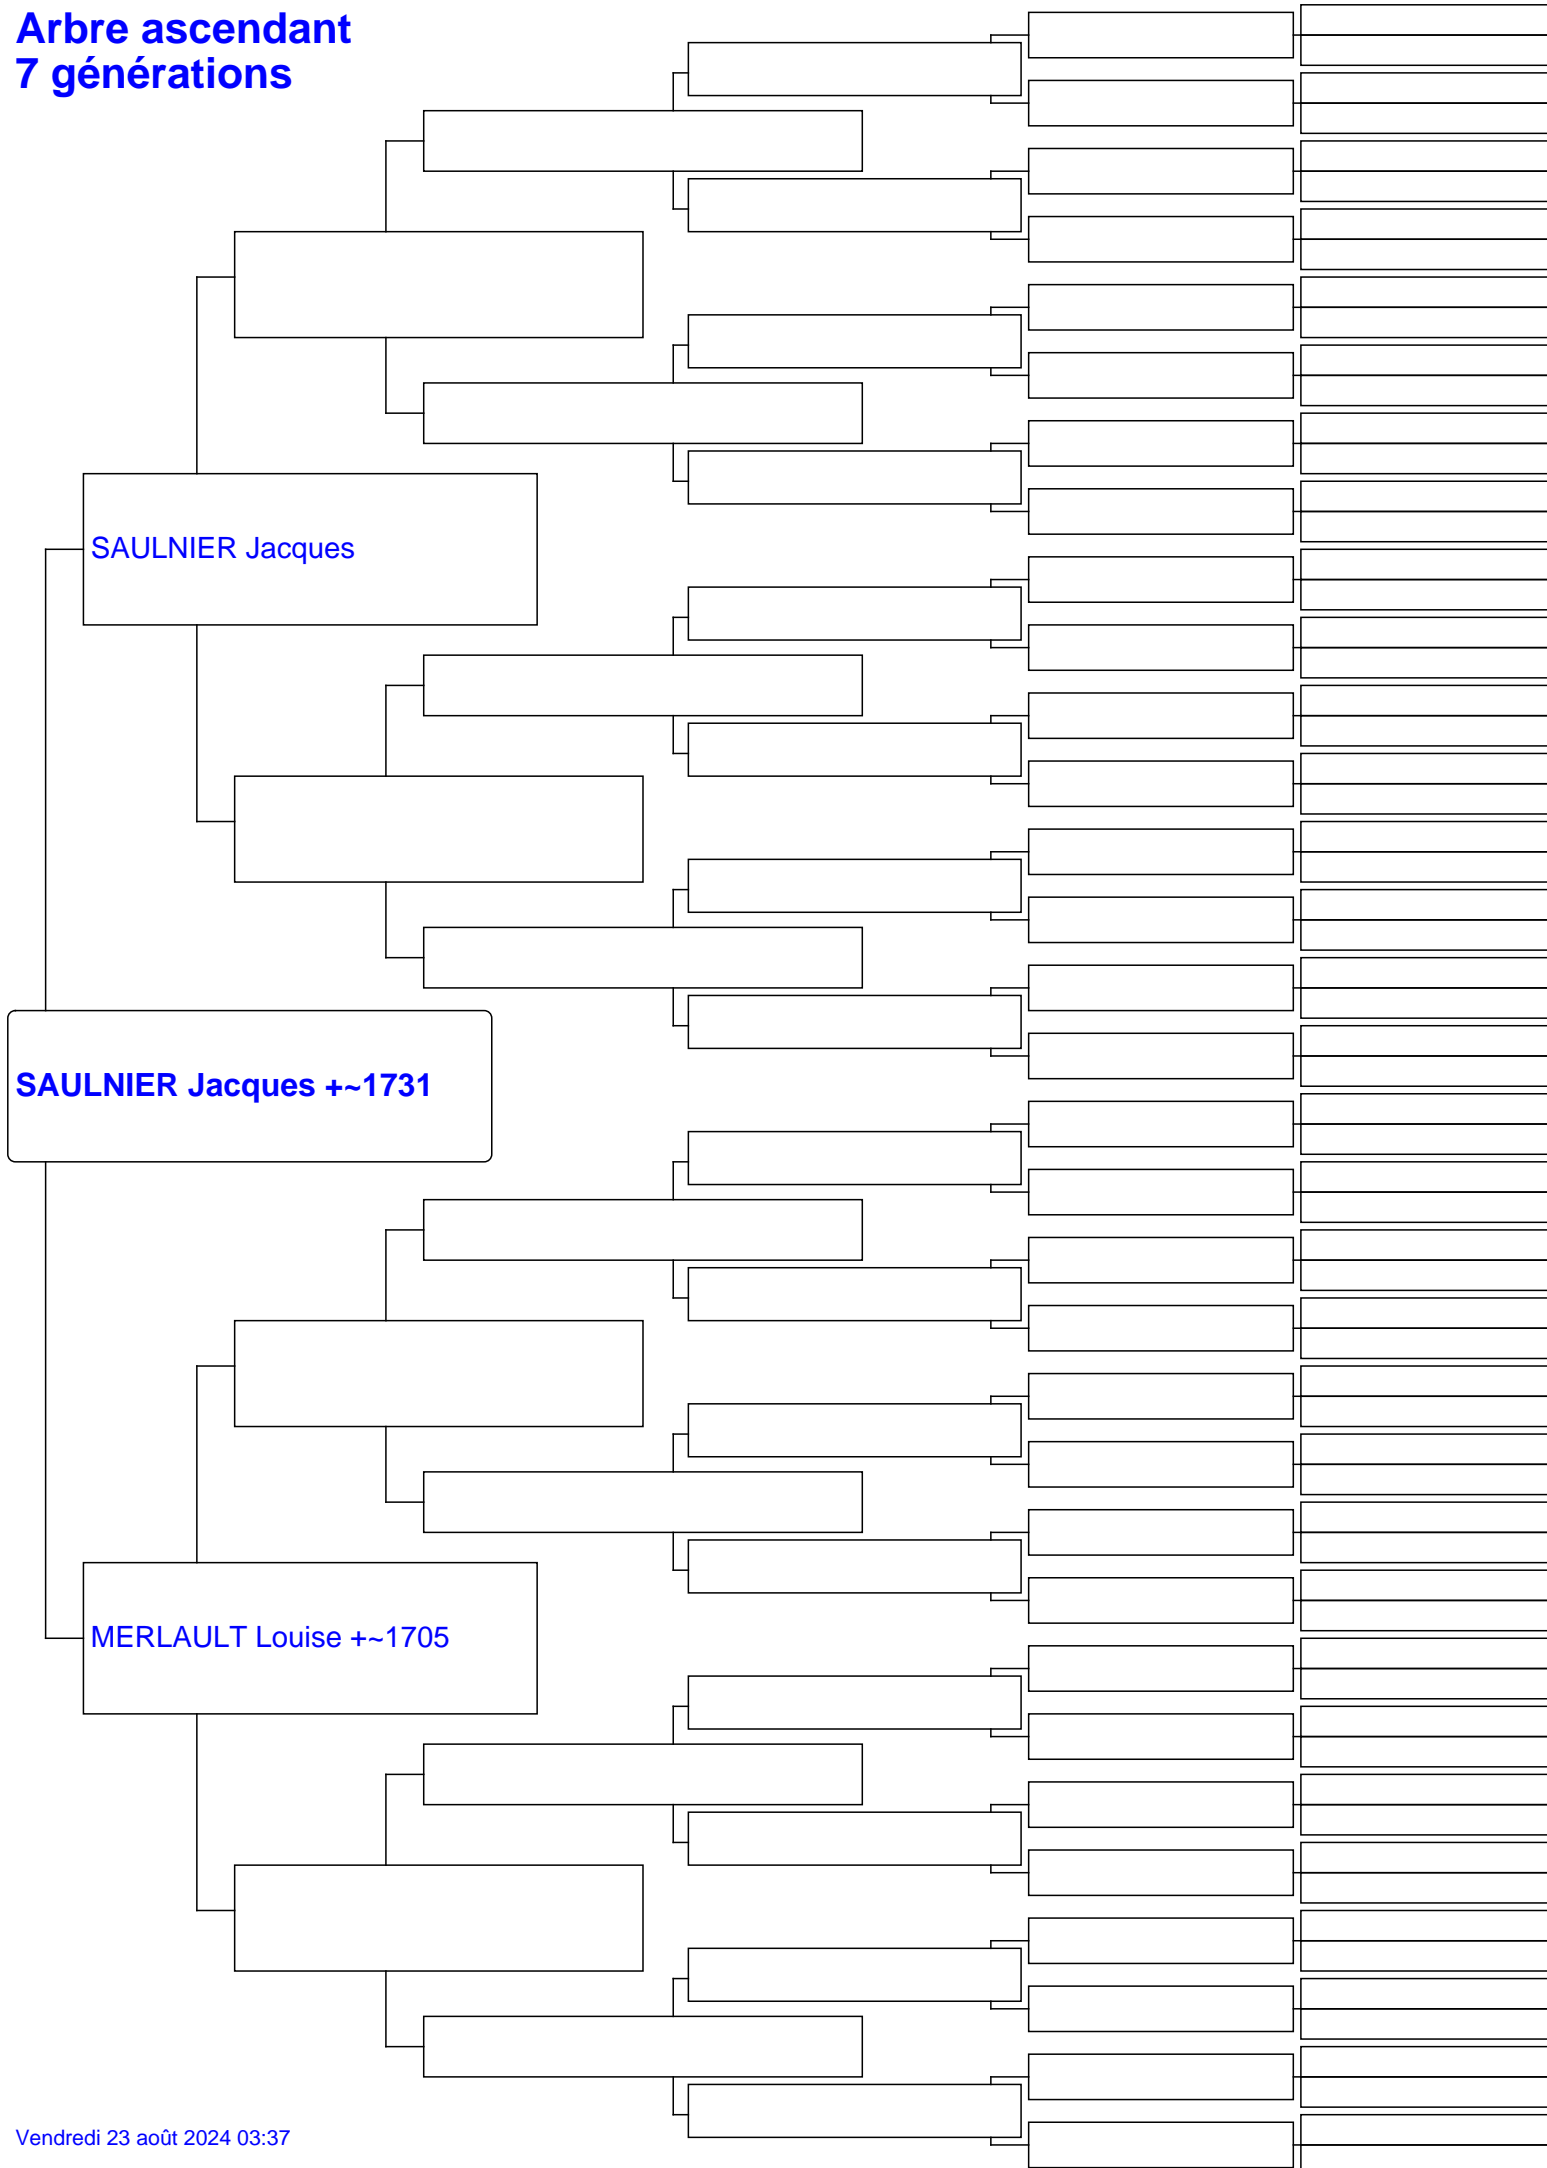 Arbre ascendant
7 générations
SAULNIER Jacques
SAULNIER Jacques +~1731
MERLAULT Louise +~1705
Vendredi 23 août 2024 03:37